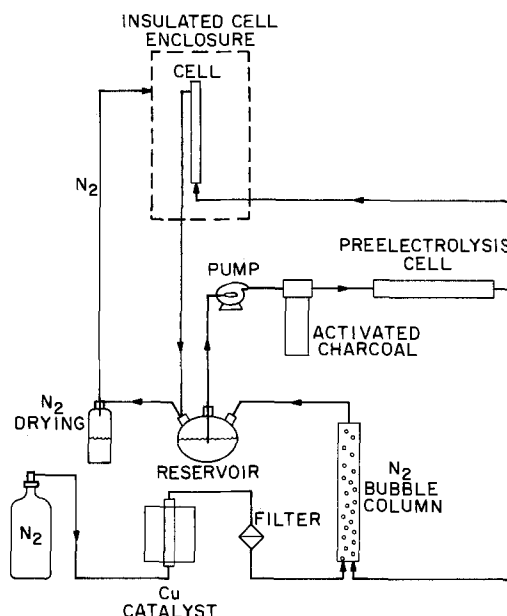 INSULATED CELL
ENCLOSURE
CELL
N2
PREELECTROLYSIS
CELL
PUMP
ACTIVATED
CHARCOAL
N2
DRYING
RESERVOIR
N2
BUBBLE
COLUMN
N2
FILTER
Cu
CATALYST